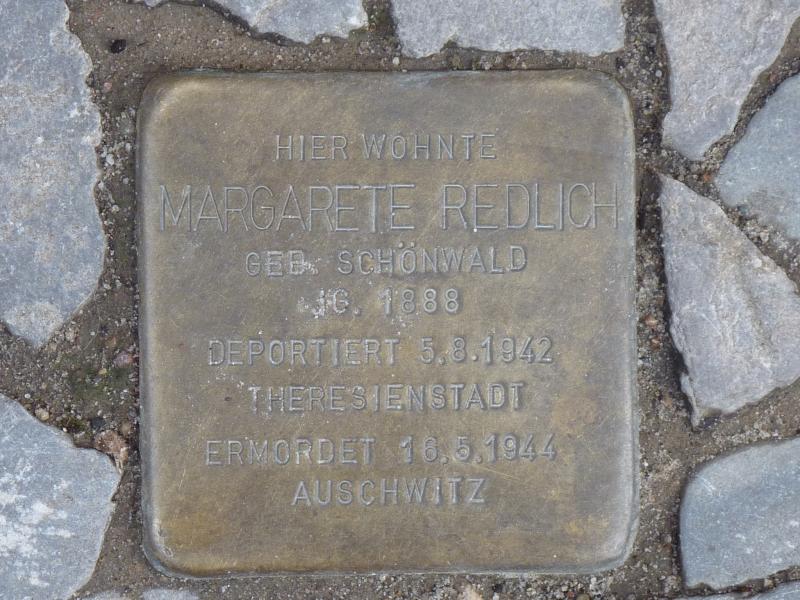 HIER WOHNTE
MARGARETE REDLICH
GEB. SCHÖNWALD
JG. 1888
DEPORTIERT 5.8.1942
THERESIENSTADT
ERMORDET 16.5.1944
AUSCHWITZ